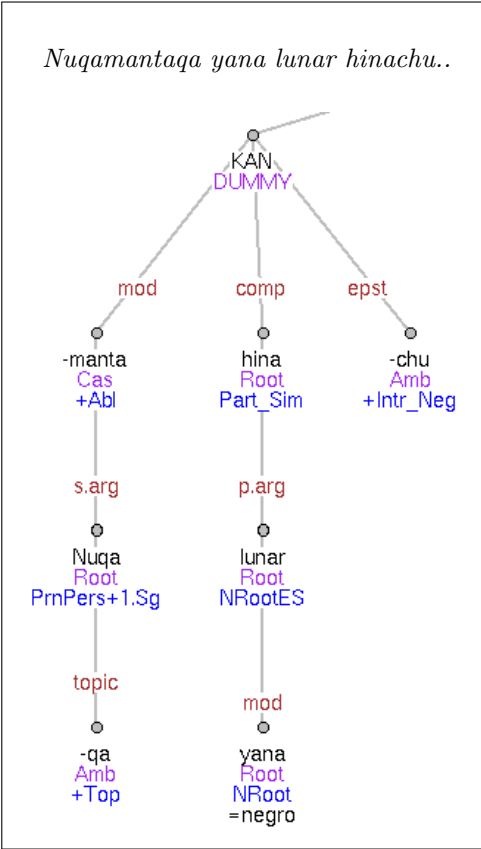 Nuqamantaqa yana lunar hinachu..
KAN
DUMMY
mod comp epst
-manta hina -chu
Cas Root Amb
+Abl Part_Sim +Intr_Neg
s.arg p.arg
Nuqa lunar
Root Root
PrnPers+1.Sg NRootES
topic mod
-qa yana
Amb Root
+Top NRoot
=negro